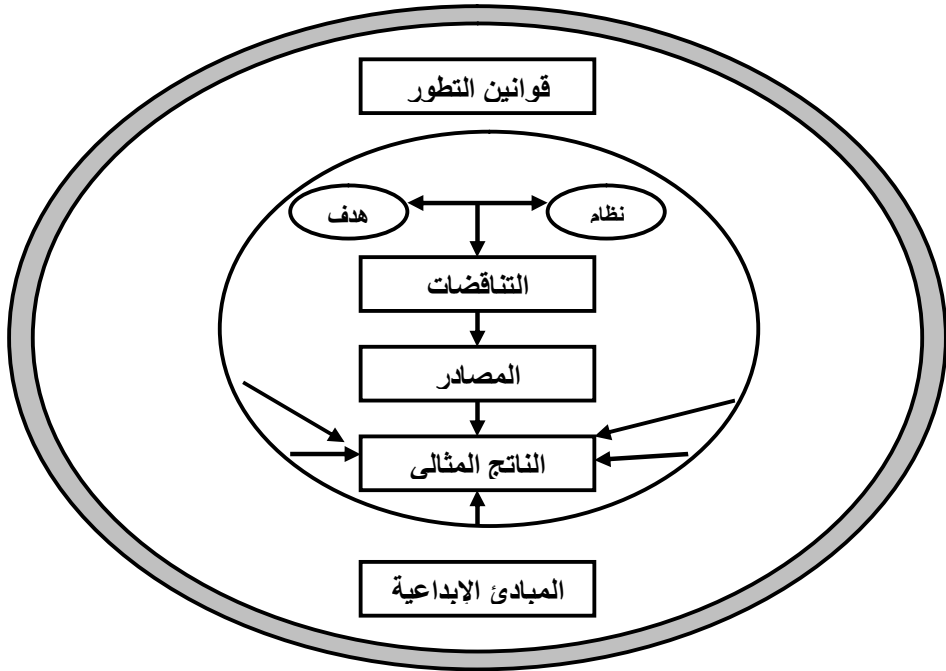 قوانين التطور
نظام
هدف
التناقضات
المصادر
الناتج المثالى
المبادئ الإبداعية